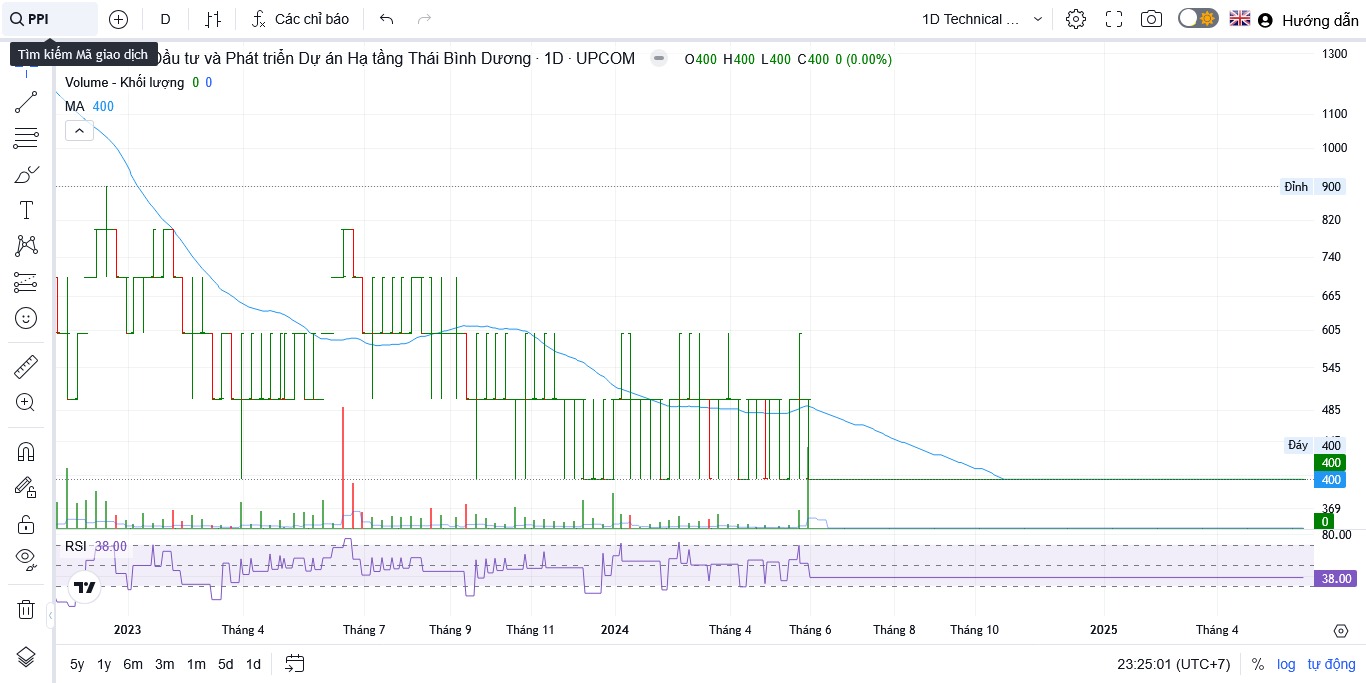 PPI
D
Các chỉ báo
1D Technical ...
Hướng dẫn
Tìm kiếm Mã giao dịch
Đầu tư và Phát triển Dự án Hạ tầng Thái Bình Dương · 1D · UPCOM
O400 H400 L400 C400 0 (0.00%)
Volume - Khối lượng 0 0
MA 400
1300
1100
1000
Đỉnh 900
820
740
665
605
545
485
Đáy 400
400
400
369
0
80.00
RSI 38.00
38.00
2023
Tháng 4
Tháng 7
Tháng 9
Tháng 11
2024
Tháng 4
Tháng 6
Tháng 8
Tháng 10
2025
Tháng 4
5y 1y 6m 3m 1m 5d 1d
23:25:01 (UTC+7)
% log tự động